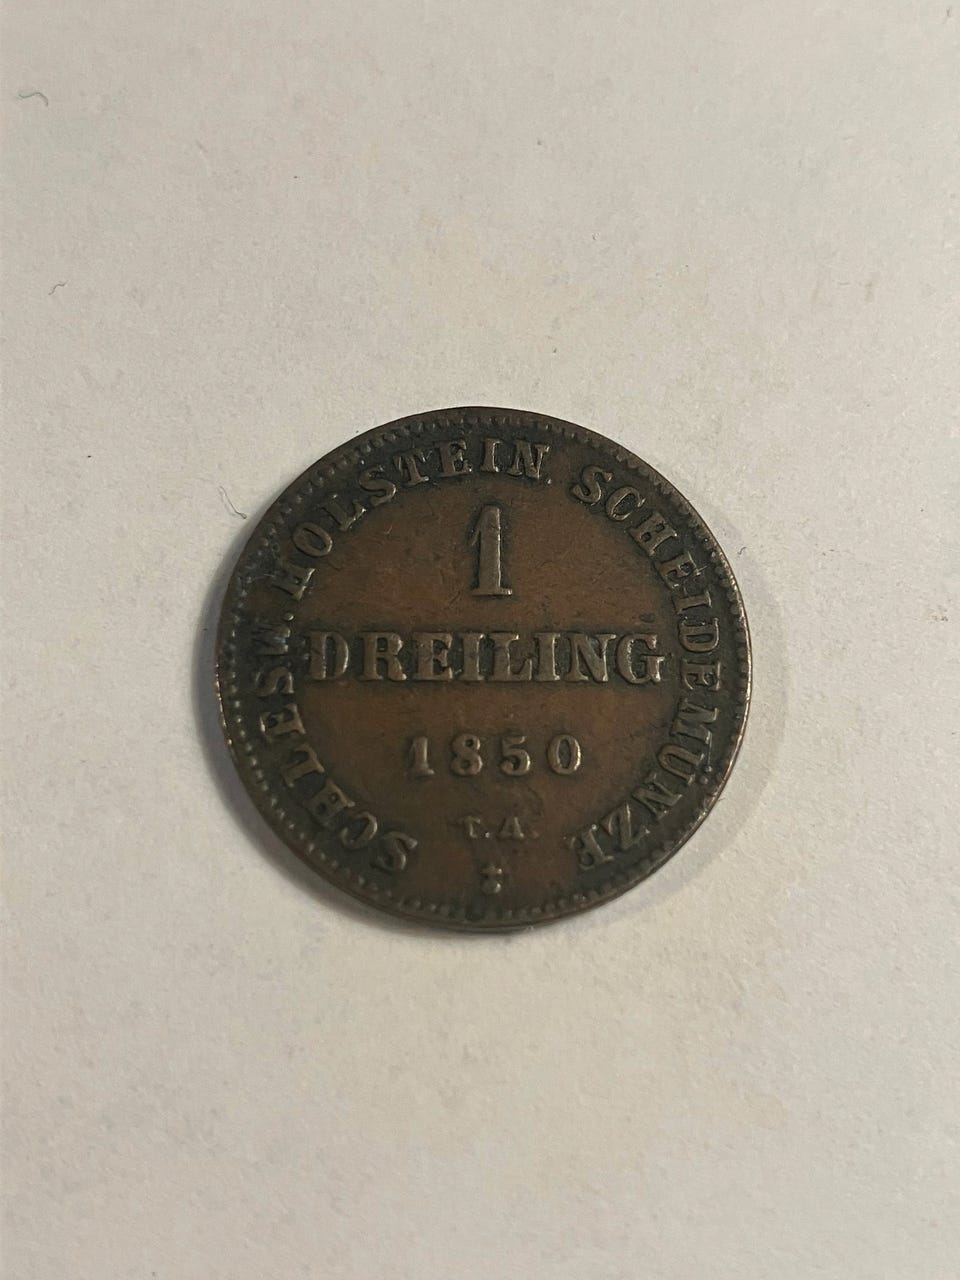 SCHLESW. HOLSTEIN. SCHEIDEMÜNZE
1
DREILING
1850
T.A.